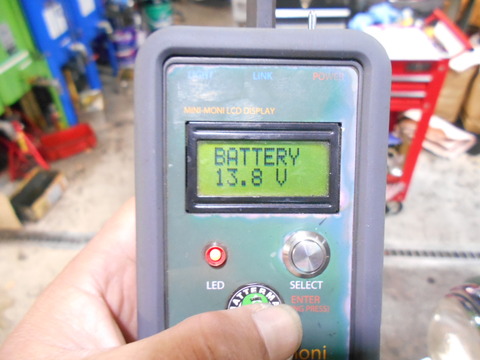 LIGHT LINK POWER
MINI-MONI LCD DISPLAY
BATTERY
13.8 V
LED SELECT
ENTER